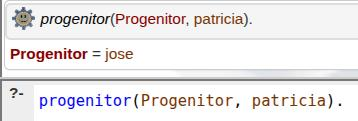 progenitor(Progenitor, patricia).
Progenitor = jose
?- progenitor(Progenitor, patricia).